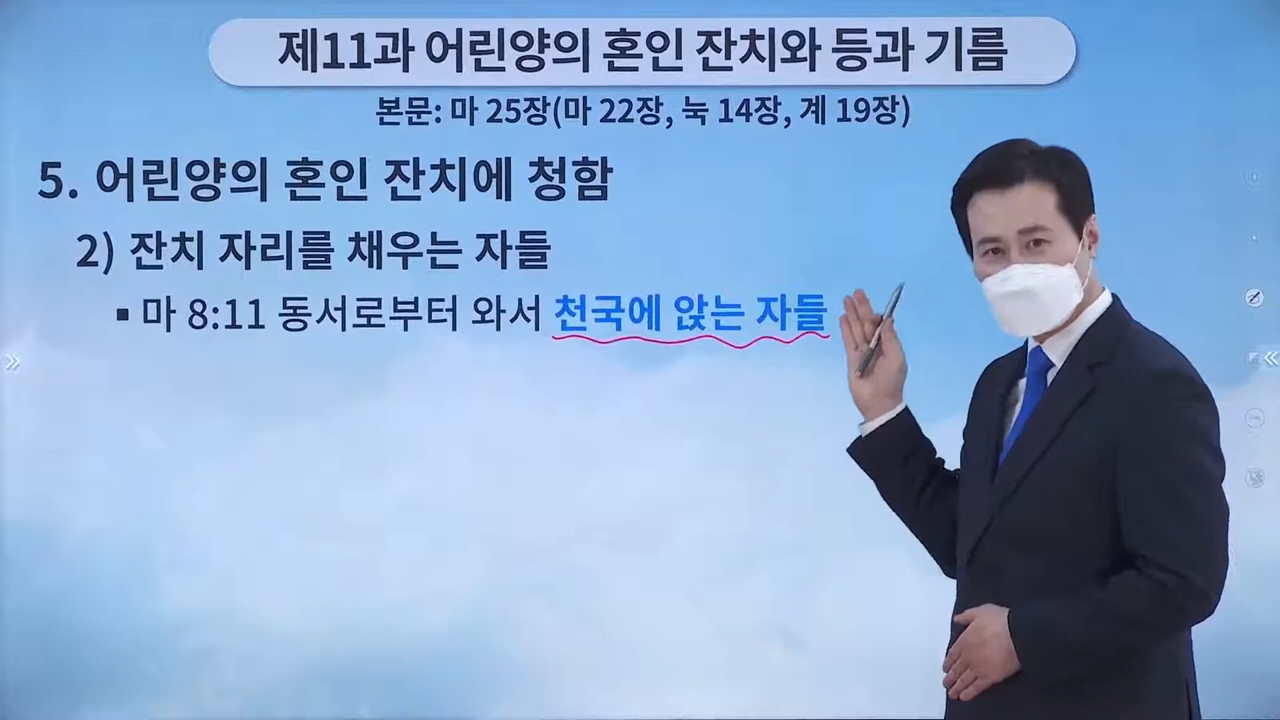 제11과 어린양의 혼인 잔치와 등과 기름
본문: 마 25장(마 22장, 눅 14장, 계 19장)
5. 어린양의 혼인 잔치에 청함
2) 잔치 자리를 채우는 자들
▪ 마 8:11 동서로부터 와서 천국에 앉는 자들